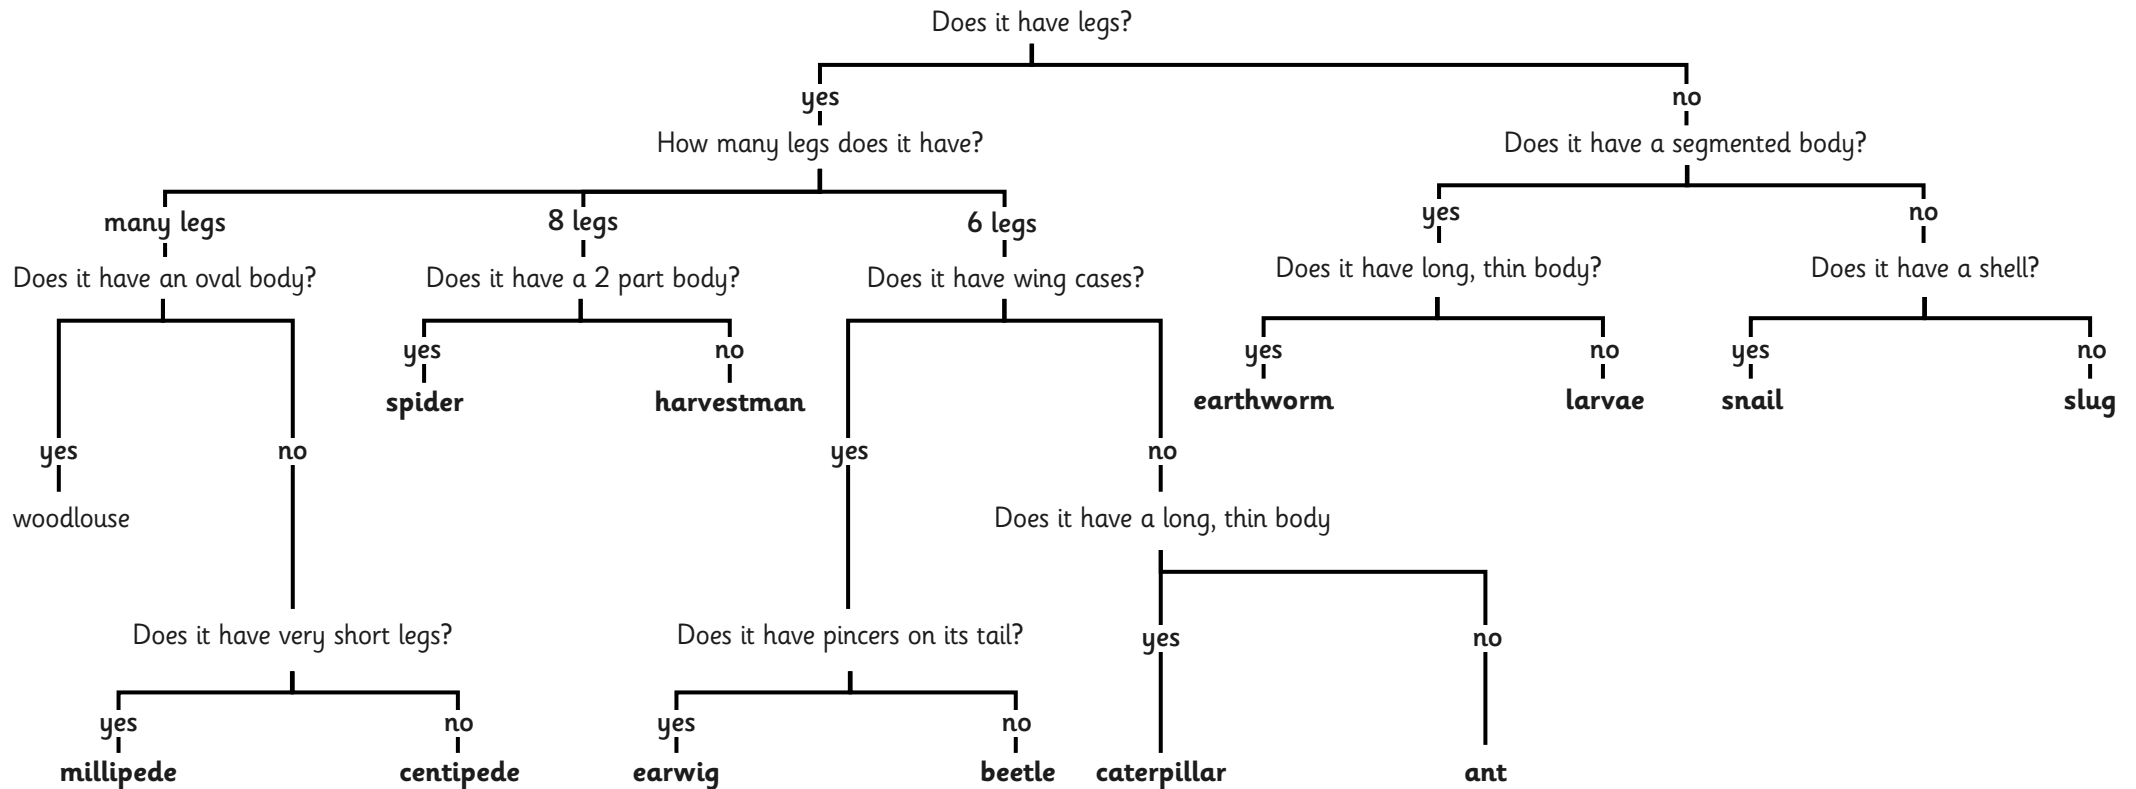 Does it have legs?
yes
no
How many legs does it have?
Does it have a segmented body?
many legs
8 legs
6 legs
yes
no
Does it have an oval body?
Does it have a 2 part body?
Does it have wing cases?
Does it have long, thin body?
Does it have a shell?
yes
no
yes
no
yes
no
spider
harvestman
earthworm
larvae
snail
slug
yes
no
yes
no
woodlouse
Does it have a long, thin body
Does it have very short legs?
Does it have pincers on its tail?
yes
no
yes
no
yes
no
millipede
centipede
earwig
beetle
caterpillar
ant